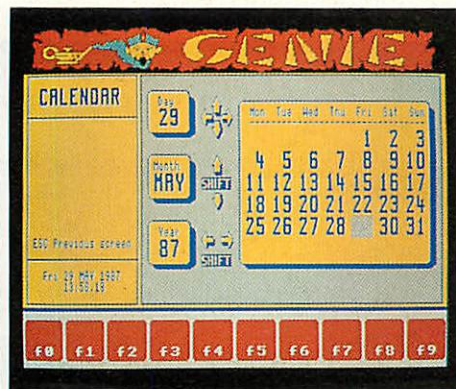 GENIE
CALENDAR
ESC Previous screen
Fri 29 MAY 1987
Day
29
Month
MAY
SHIFT
Year
87
SHIFT
Mon Tue Wed Thu Fri Sat Sun
1 2 3
4 5 6 7 8 9 10
11 12 13 14 15 16 17
18 19 20 21 22 23 24
25 26 27 28 30 31
f0 f1 f2 f3 f4 f5 f6 f7 f8 f9